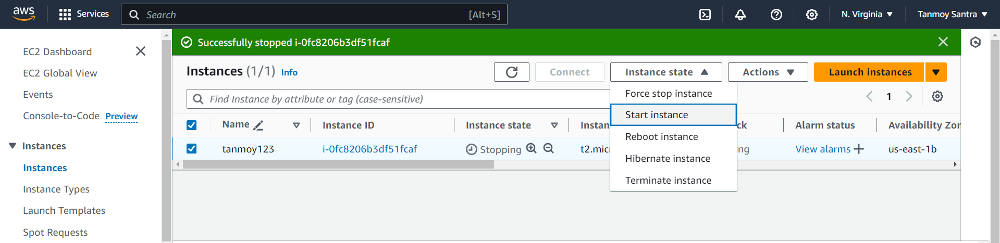 aws
Services
Search [Alt+S]
N. Virginia
Tanmoy Santra
EC2 Dashboard
EC2 Global View
Events
Console-to-Code Preview
Instances
Instances
Instance Types
Launch Templates
Spot Requests
Successfully stopped i-0fc8206b3df51fcaf
Instances (1/1) Info
Connect
Instance state
Actions
Launch instances
Find Instance by attribute or tag (case-sensitive)
1
Force stop instance
Start instance
Reboot instance
Hibernate instance
Terminate instance
Name Instance ID Instance state Instan ck Alarm status Availability Zon
tanmoy123 i-0fc8206b3df51fcaf Stopping t2.mic ing View alarms + us-east-1b